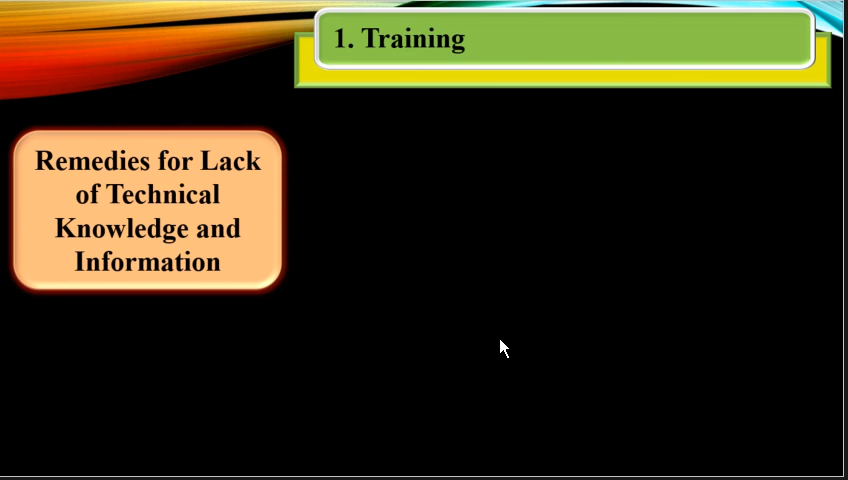 1. Training
Remedies for Lack
of Technical
Knowledge and
Information